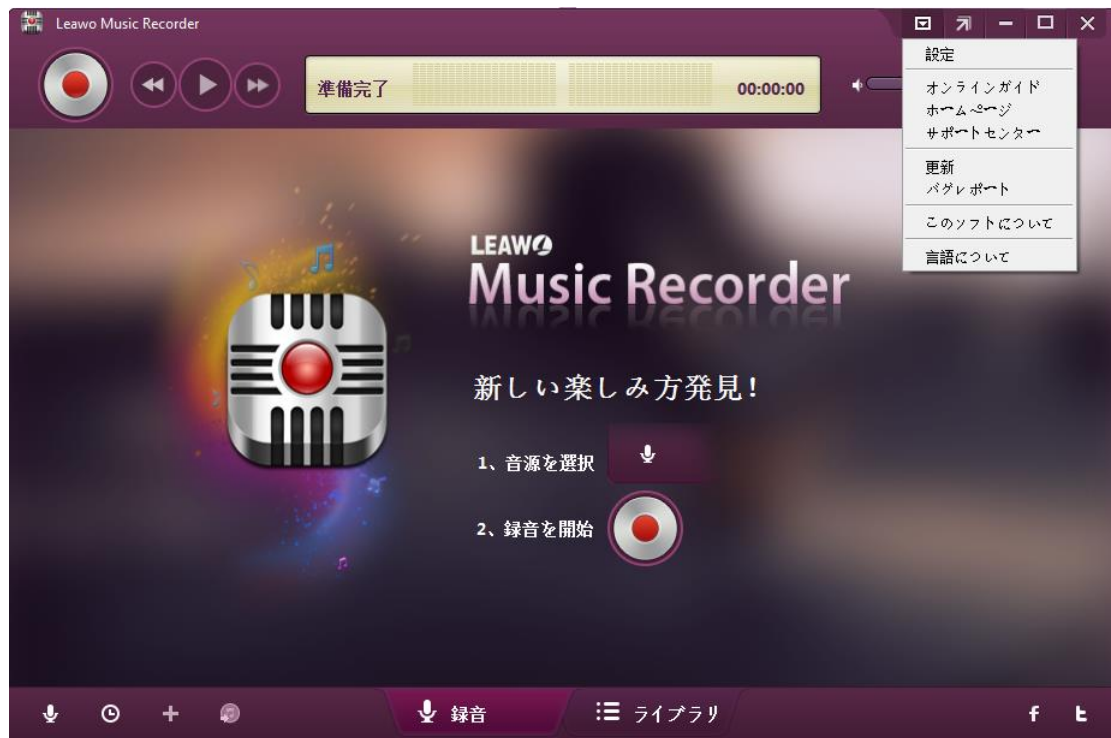 Leawo Music Recorder
準備完了
00:00:00
設定
オンラインガイド
ホームページ
サポートセンター
更新
バグレポート
このソフトについて
言語について
LEAWO
Music Recorder
新しい楽しみ方発見!
1、音源を選択
2、録音を開始
録音
ライブラリ